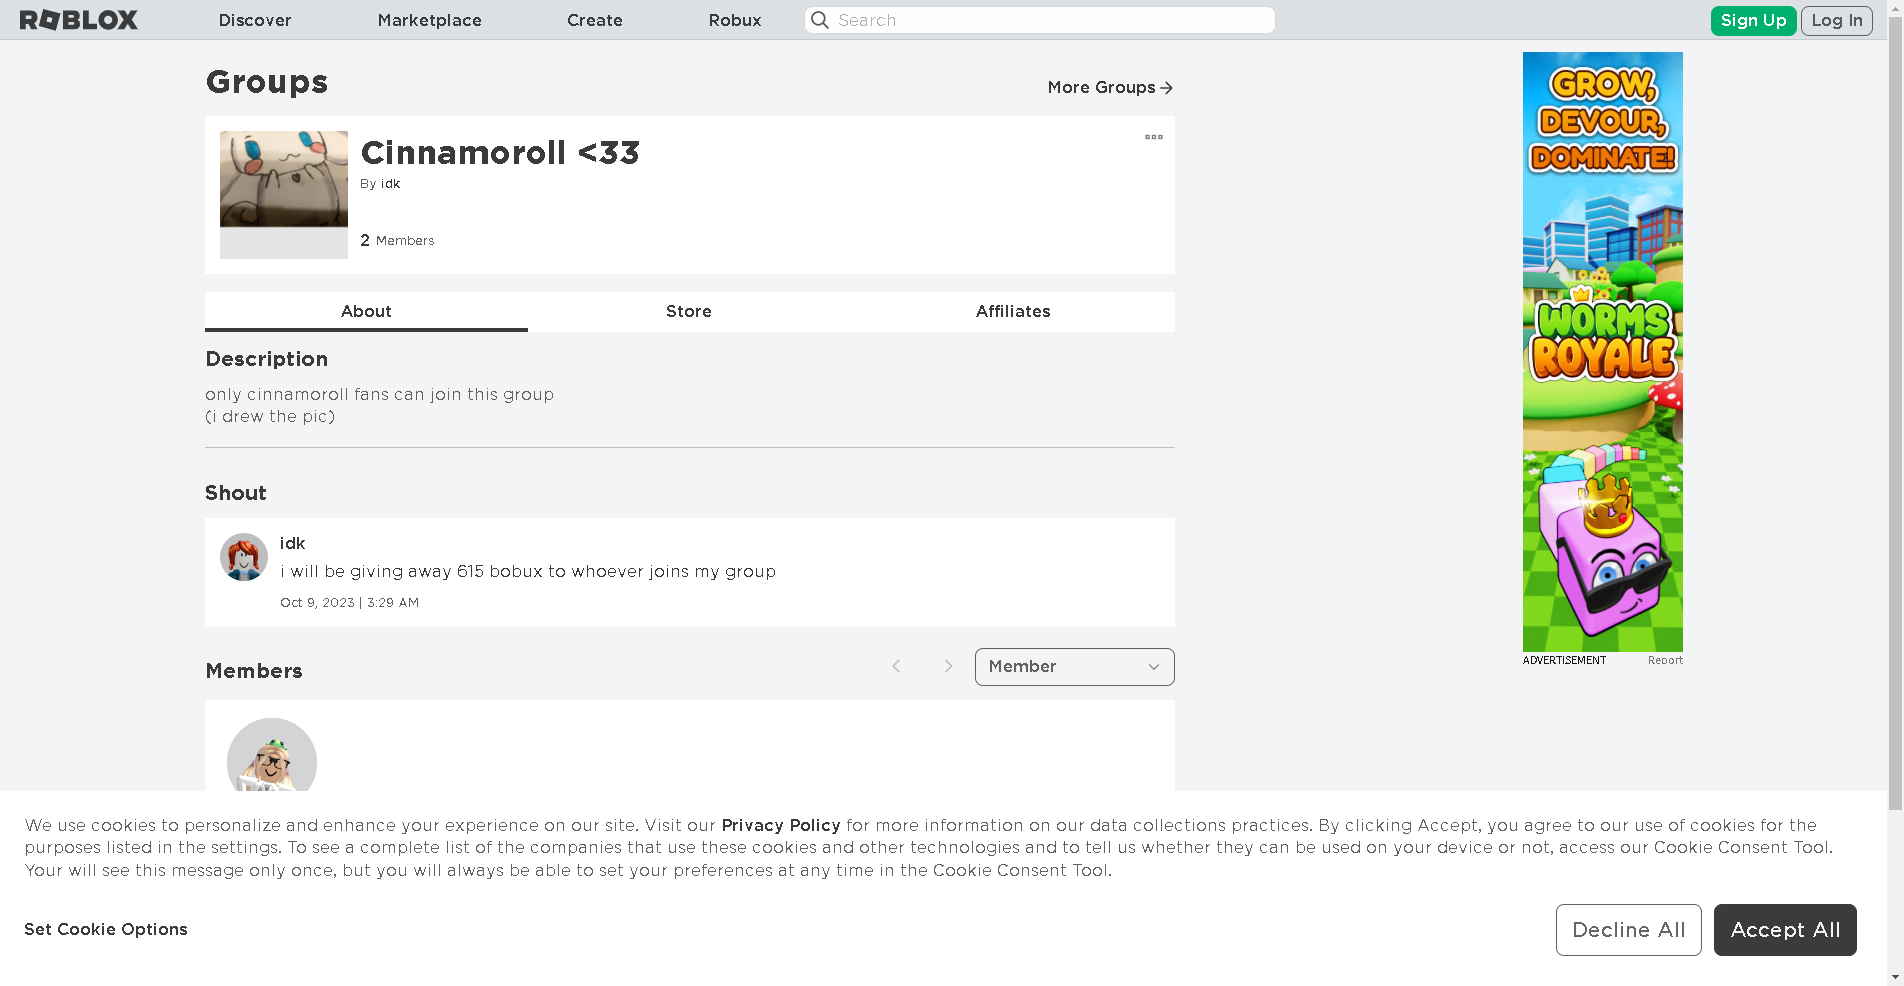 ROBLOX
Discover
Marketplace
Create
Robux
Search
Sign Up
Log In
Groups
More Groups
Cinnamoroll <33
By idk
2 Members
About
Store
Affiliates
Description
only cinnamoroll fans can join this group
(i drew the pic)
Shout
idk
i will be giving away 615 bobux to whoever joins my group
Oct 9, 2023 | 3:29 AM
Members
Member
GROW,
DEVOUR,
DOMINATE!
WORMS
ROYALE
ADVERTISEMENT
Report
We use cookies to personalize and enhance your experience on our site. Visit our Privacy Policy for more information on our data collections practices. By clicking Accept, you agree to our use of cookies for the
purposes listed in the settings. To see a complete list of the companies that use these cookies and other technologies and to tell us whether they can be used on your device or not, access our Cookie Consent Tool.
Your will see this message only once, but you will always be able to set your preferences at any time in the Cookie Consent Tool.
Set Cookie Options
Decline All
Accept All